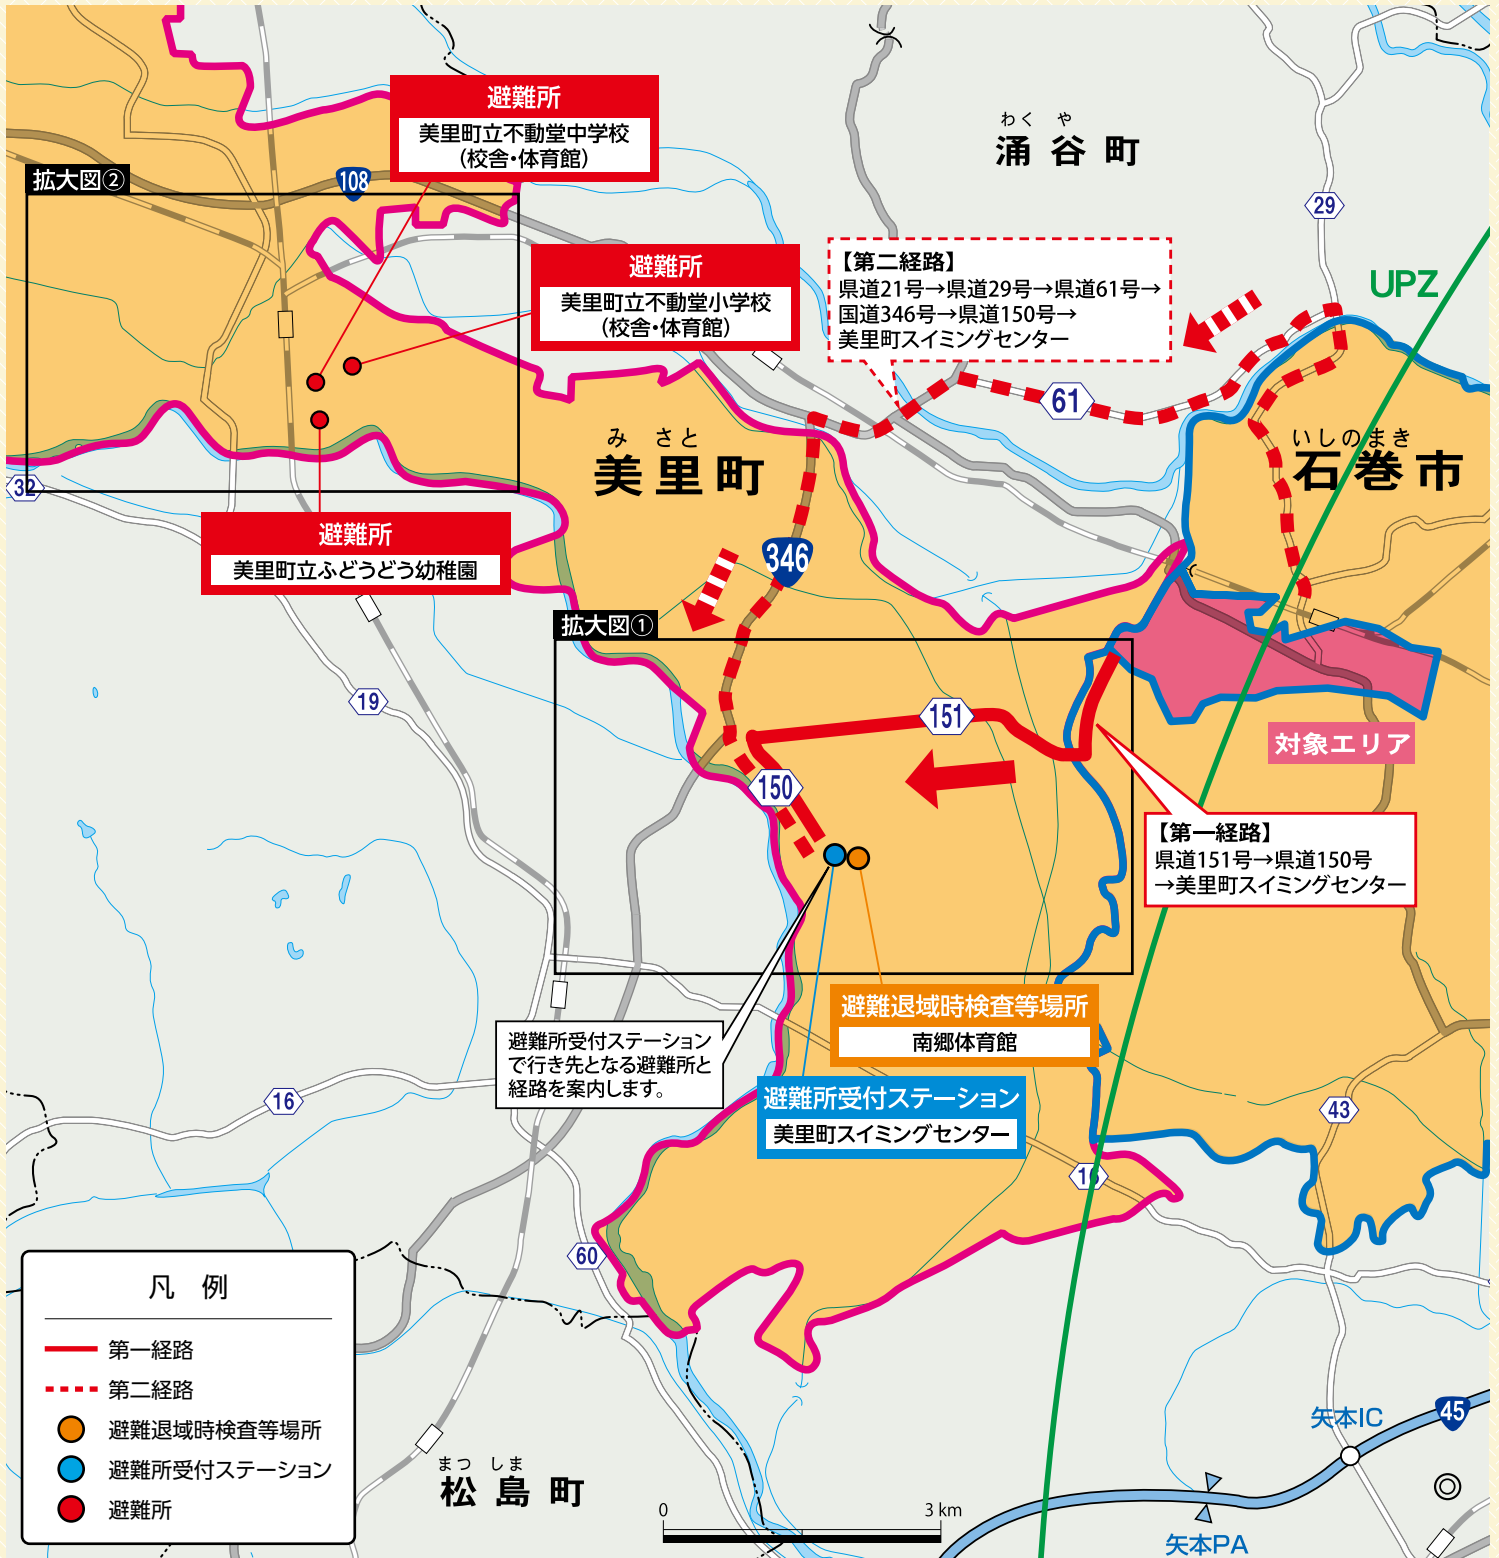 避難所
美里町立不動堂中学校
(校舎・体育館)
わくや
涌谷町
拡大図②
108
29
避難所
美里町立不動堂小学校
(校舎・体育館)
【第二経路】
県道21号→県道29号→県道61号→
国道346号→県道150号→
美里町スイミングセンター
UPZ
61
みさと
美里町
いしのまき
石巻市
32
避難所
美里町立ふどうどう幼稚園
346
拡大図①
19
151
対象エリア
150
【第一経路】
県道151号→県道150号
→美里町スイミングセンター
避難退域時検査等場所
南郷体育館
避難所受付ステーション
で行き先となる避難所と
経路を案内します。
避難所受付ステーション
美里町スイミングセンター
16
43
16
60
凡例
第一経路
第二経路
避難退域時検査等場所
避難所受付ステーション
避難所
まつしま
松島町
0 3 km
矢本IC
45
矢本PA